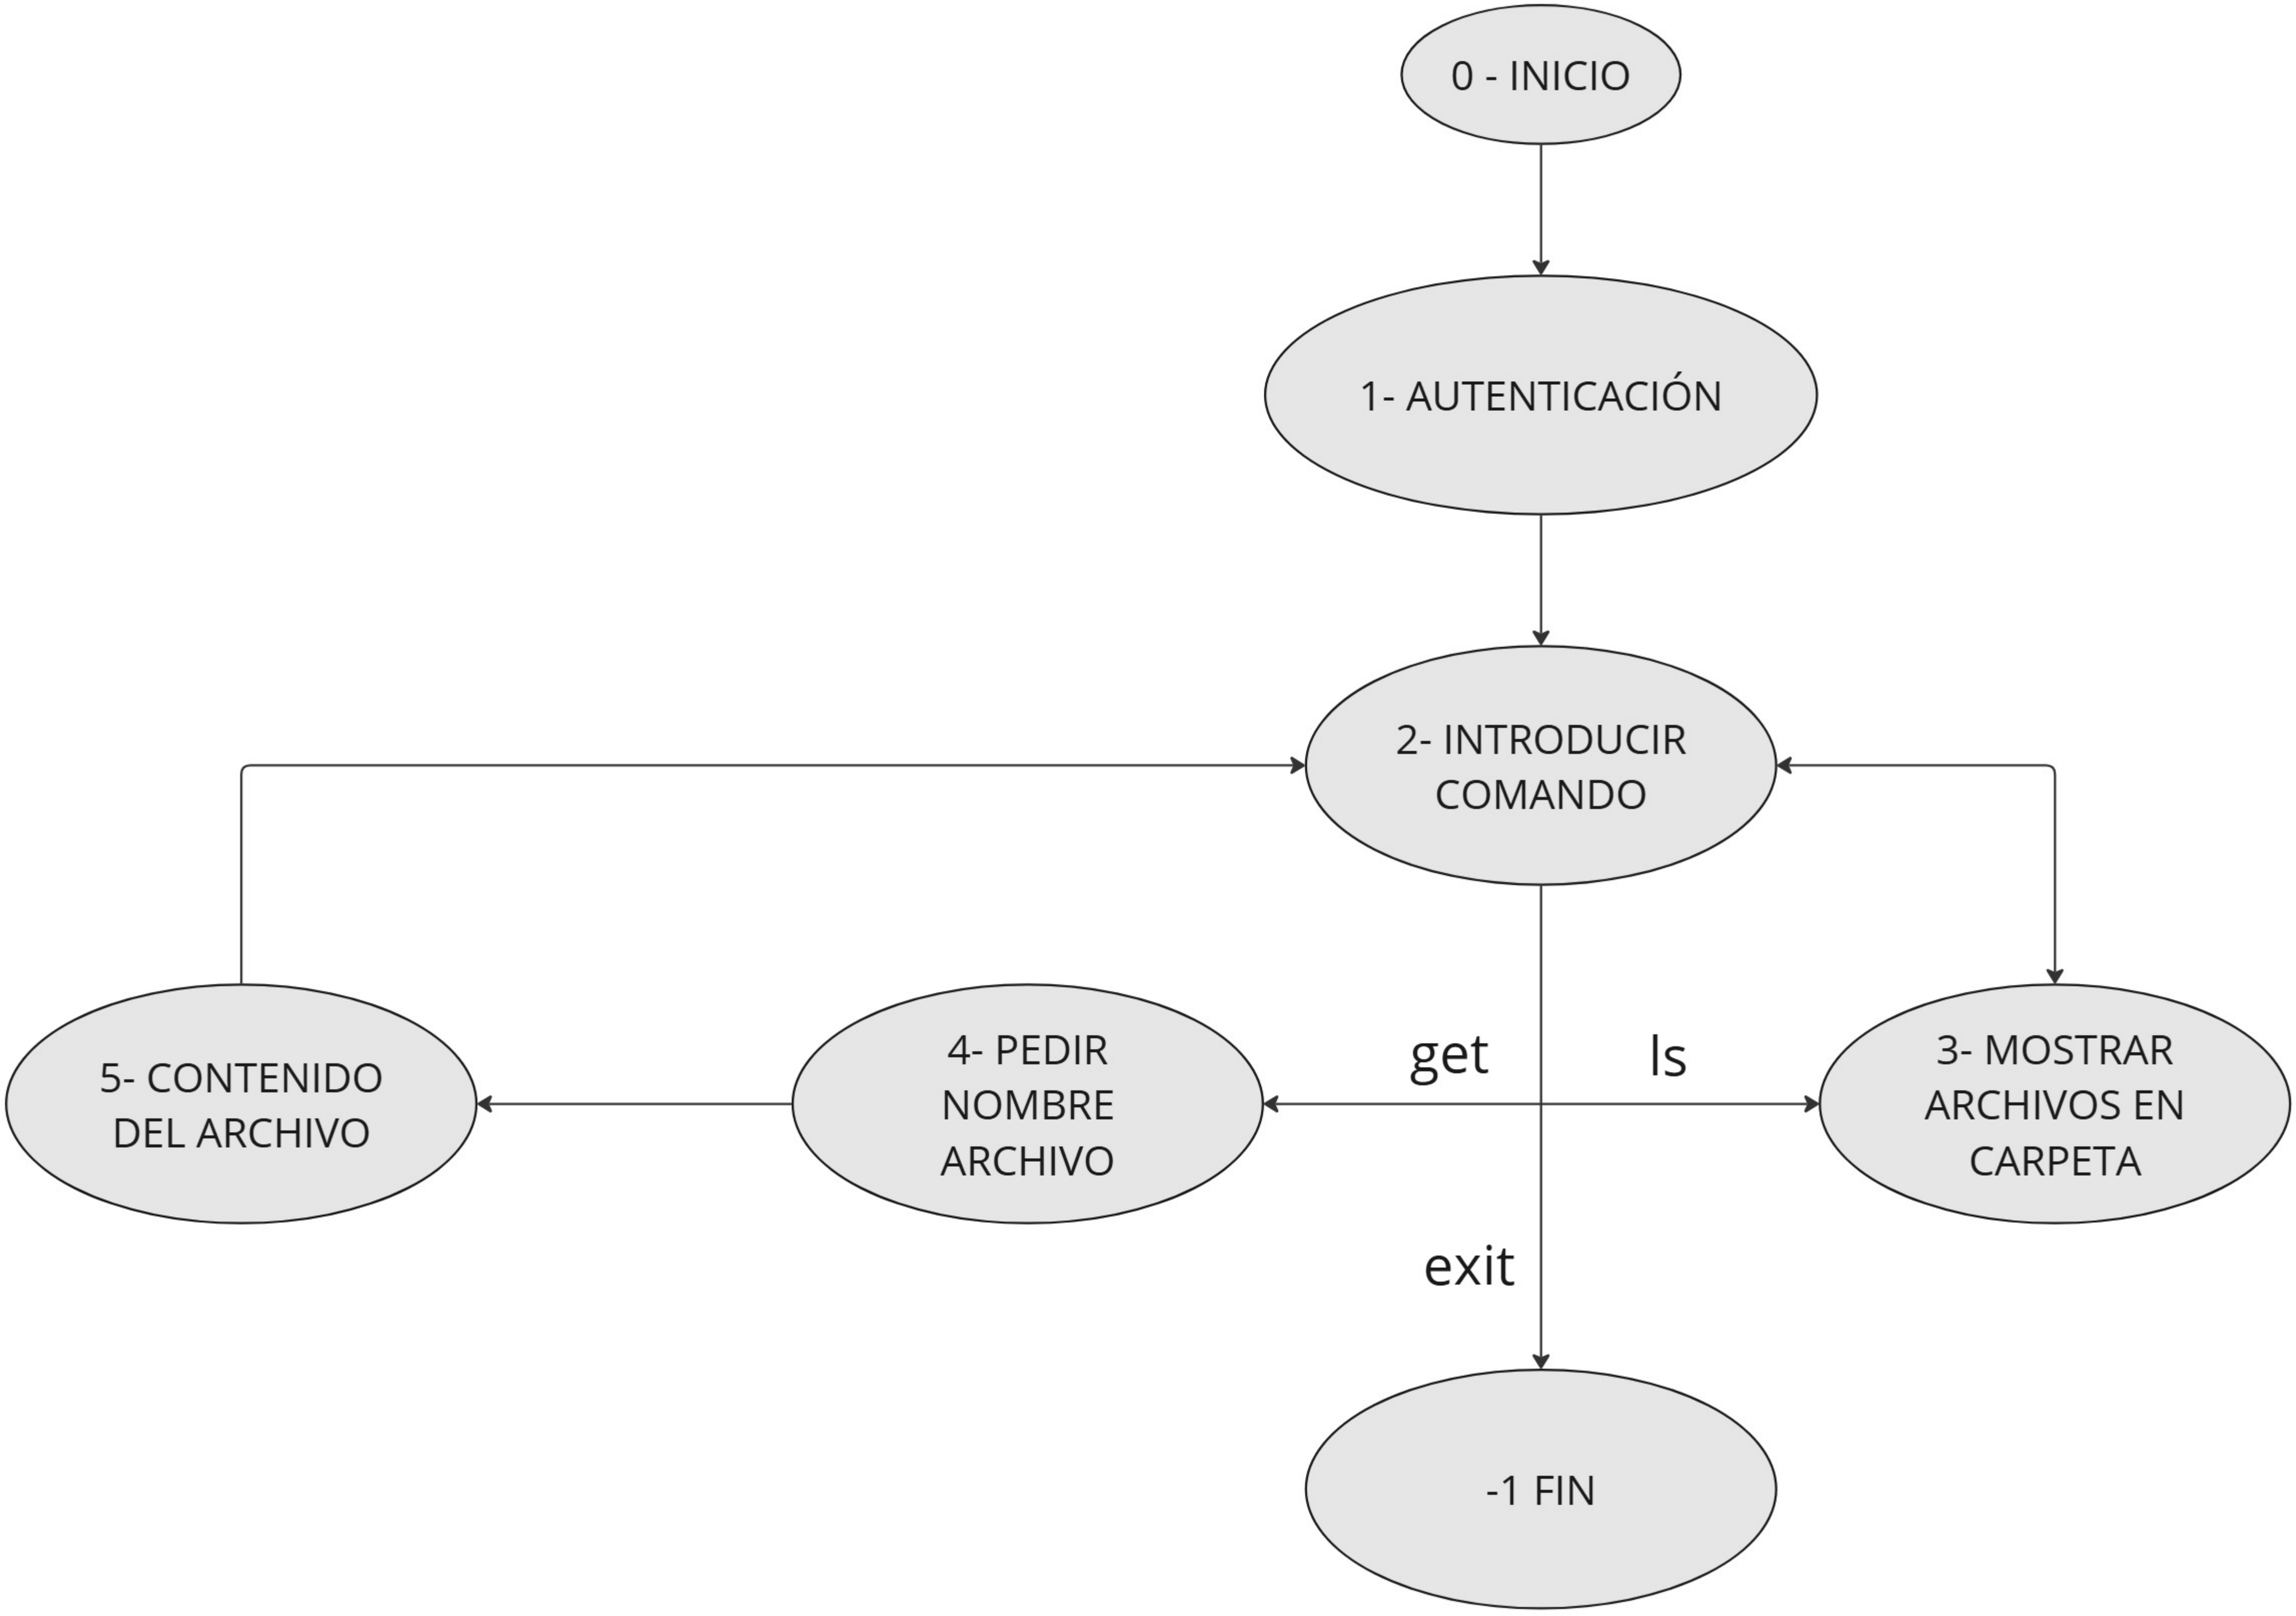 0 - INICIO
1- AUTENTICACIÓN
2- INTRODUCIR
COMANDO
5- CONTENIDO
DEL ARCHIVO
4- PEDIR
NOMBRE
ARCHIVO
get
ls
3- MOSTRAR
ARCHIVOS EN
CARPETA
exit
-1 FIN